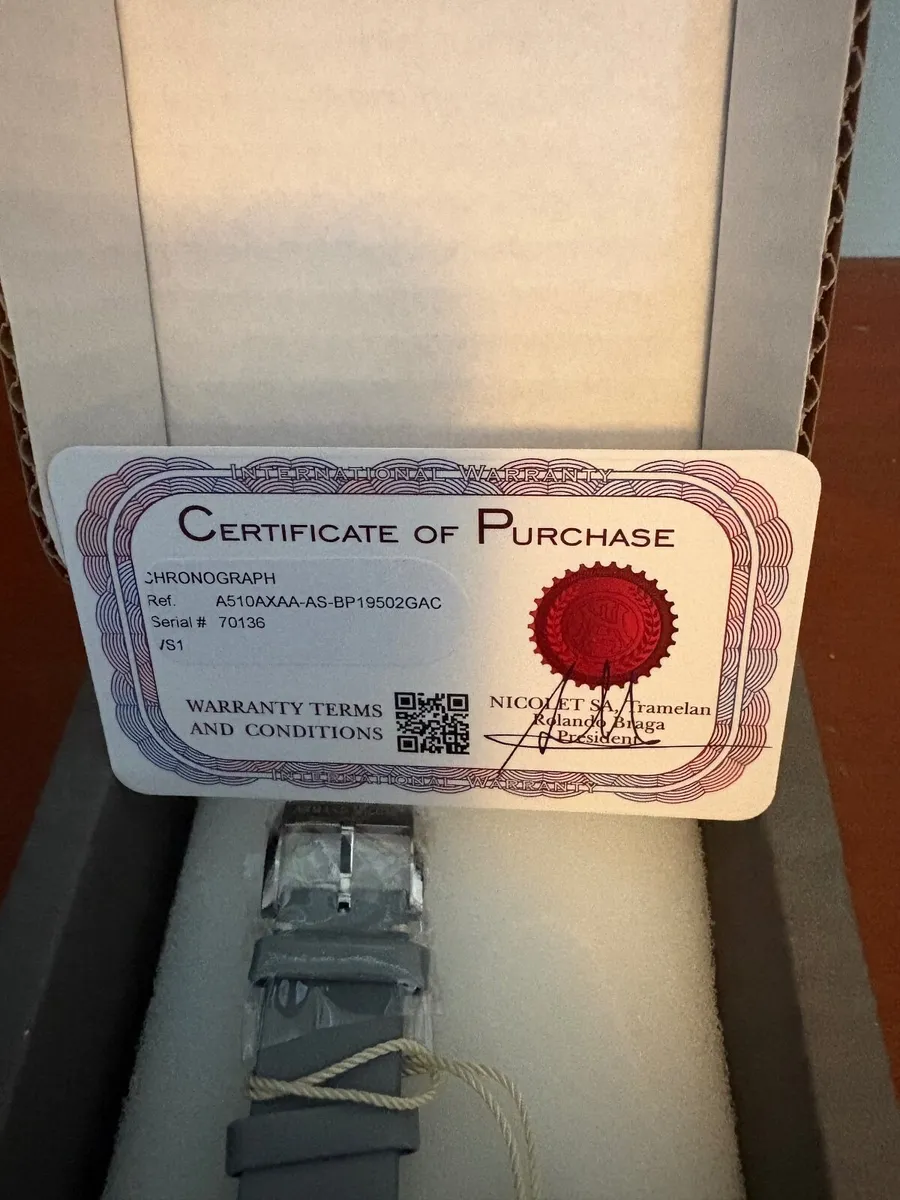 INTERNATIONAL WARRANTY
CERTIFICATE OF PURCHASE
CHRONOGRAPH
Ref. A510AXAA-AS-BP19502GAC
Serial # 70136
/S1
WARRANTY TERMS
AND CONDITIONS
NICOLET SA, Tramelan
Rolando Braga
President
INTERNATIONAL WARRANTY